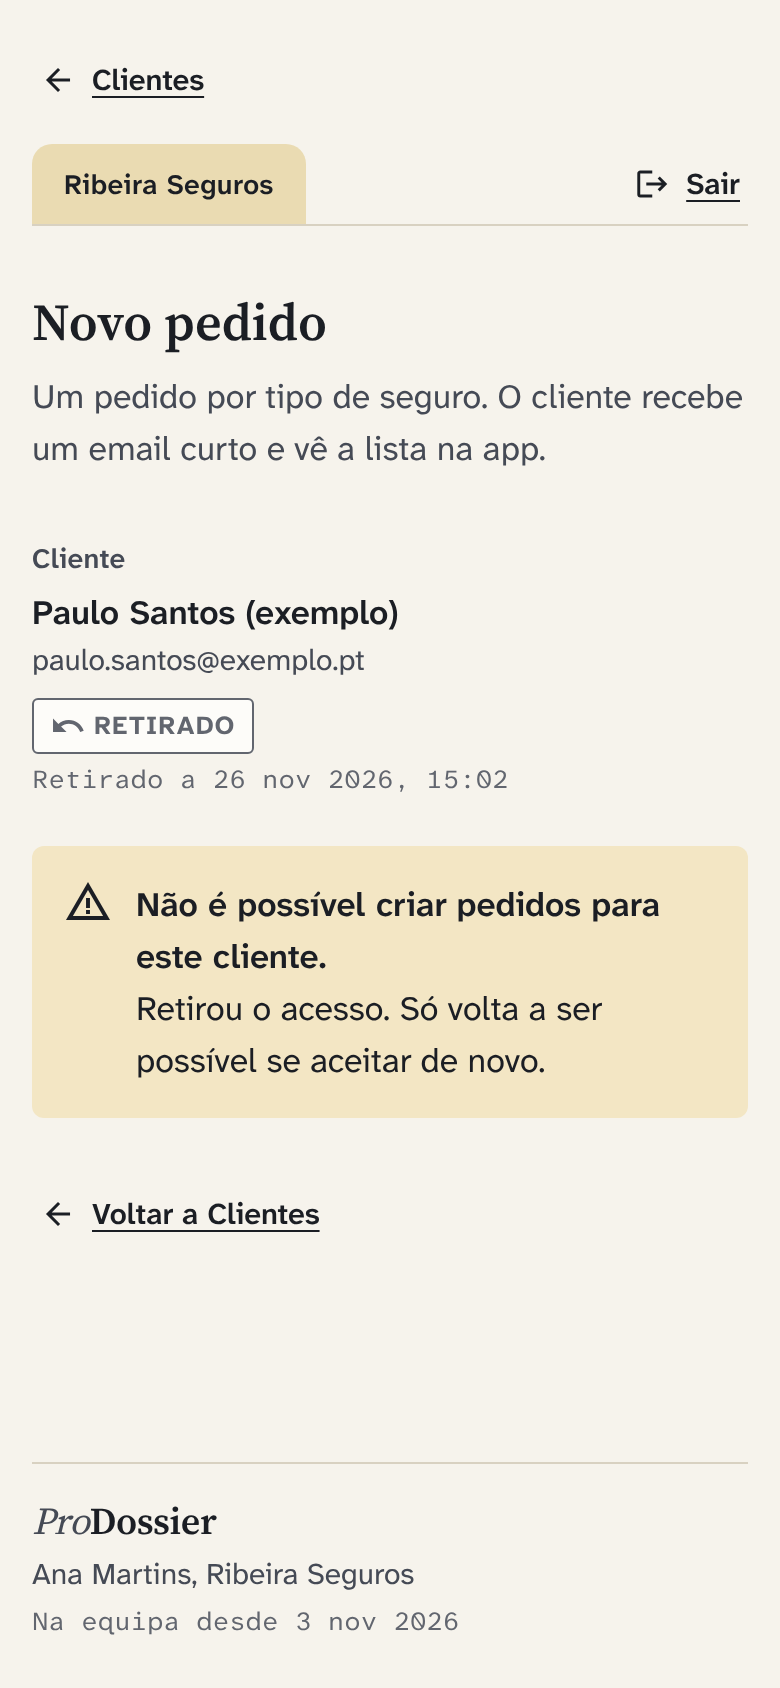 Clientes
Ribeira Seguros
Sair
Novo pedido
Um pedido por tipo de seguro. O cliente recebe
um email curto e vê a lista na app.
Cliente
Paulo Santos (exemplo)
paulo.santos@exemplo.pt
RETIRADO
Retirado a 26 nov 2026, 15:02
Não é possível criar pedidos para
este cliente.
Retirou o acesso. Só volta a ser
possível se aceitar de novo.
Voltar a Clientes
ProDossier
Ana Martins, Ribeira Seguros
Na equipa desde 3 nov 2026